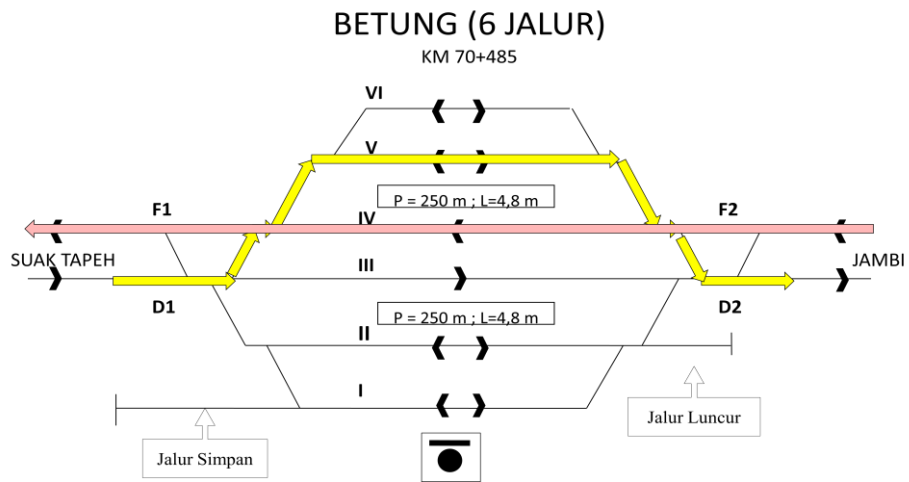 BETUNG (6 JALUR)
KM 70+485
VI
V
P = 250 m ; L=4,8 m
F1
IV
F2
SUAK TAPEH
III
JAMBI
D1
D2
P = 250 m ; L=4,8 m
II
I
Jalur Simpan
Jalur Luncur